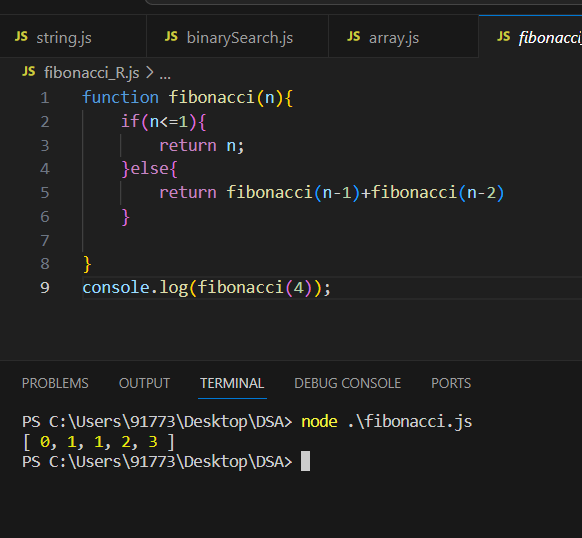 JS string.js JS binarySearch.js JS array.js JS fibonacci_
JS fibonacci_R.js > ...
1 function fibonacci(n){
2 if(n<=1){
3 return n;
4 }else{
5 return fibonacci(n-1)+fibonacci(n-2)
6 }
7
8 }
9 console.log(fibonacci(4));
PROBLEMS OUTPUT TERMINAL DEBUG CONSOLE PORTS
PS C:\Users\91773\Desktop\DSA> node .\fibonacci.js
[ 0, 1, 1, 2, 3 ]
PS C:\Users\91773\Desktop\DSA>